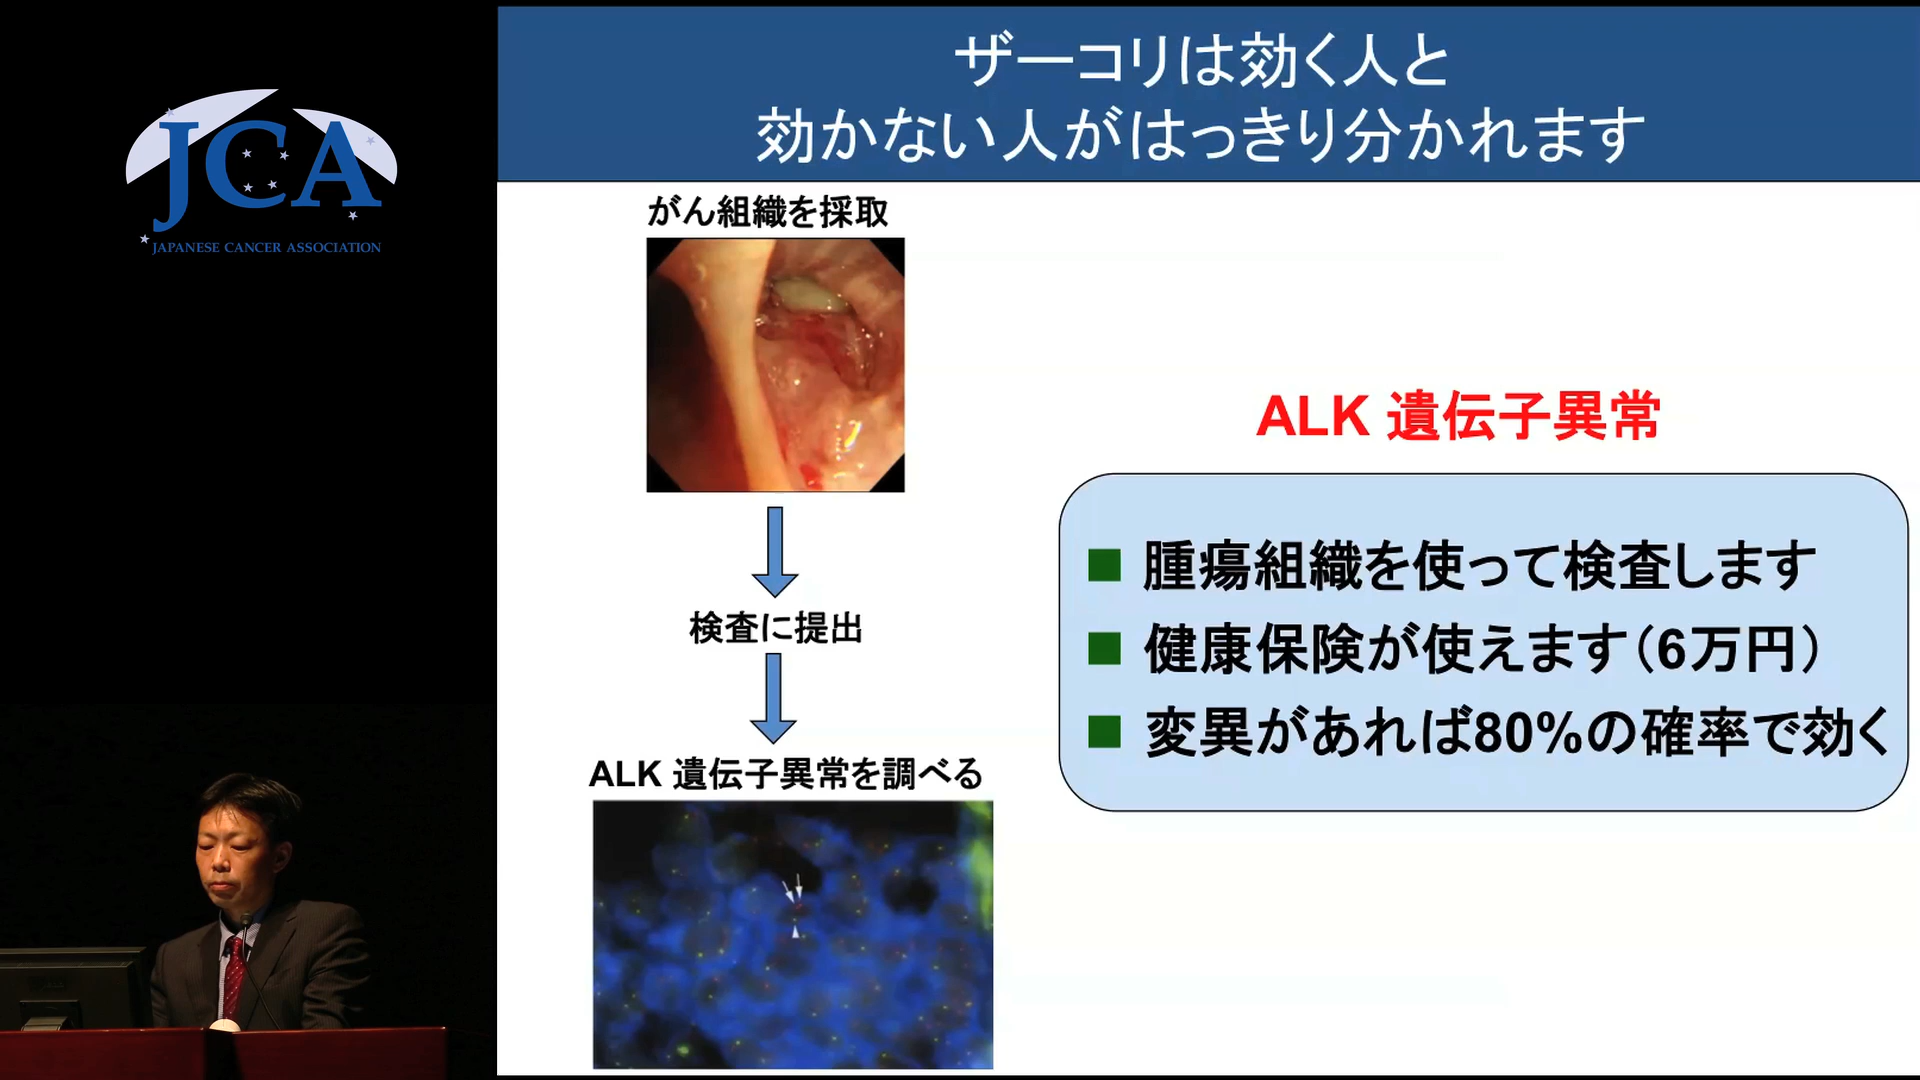 JCA
JAPANESE CANCER ASSOCIATION
ザーコリは効く人と
効かない人がはっきり分かれます
がん組織を採取
検査に提出
ALK 遺伝子異常を調べる
ALK 遺伝子異常
■ 腫瘍組織を使って検査します
■ 健康保険が使えます（6万円）
■ 変異があれば80%の確率で効く